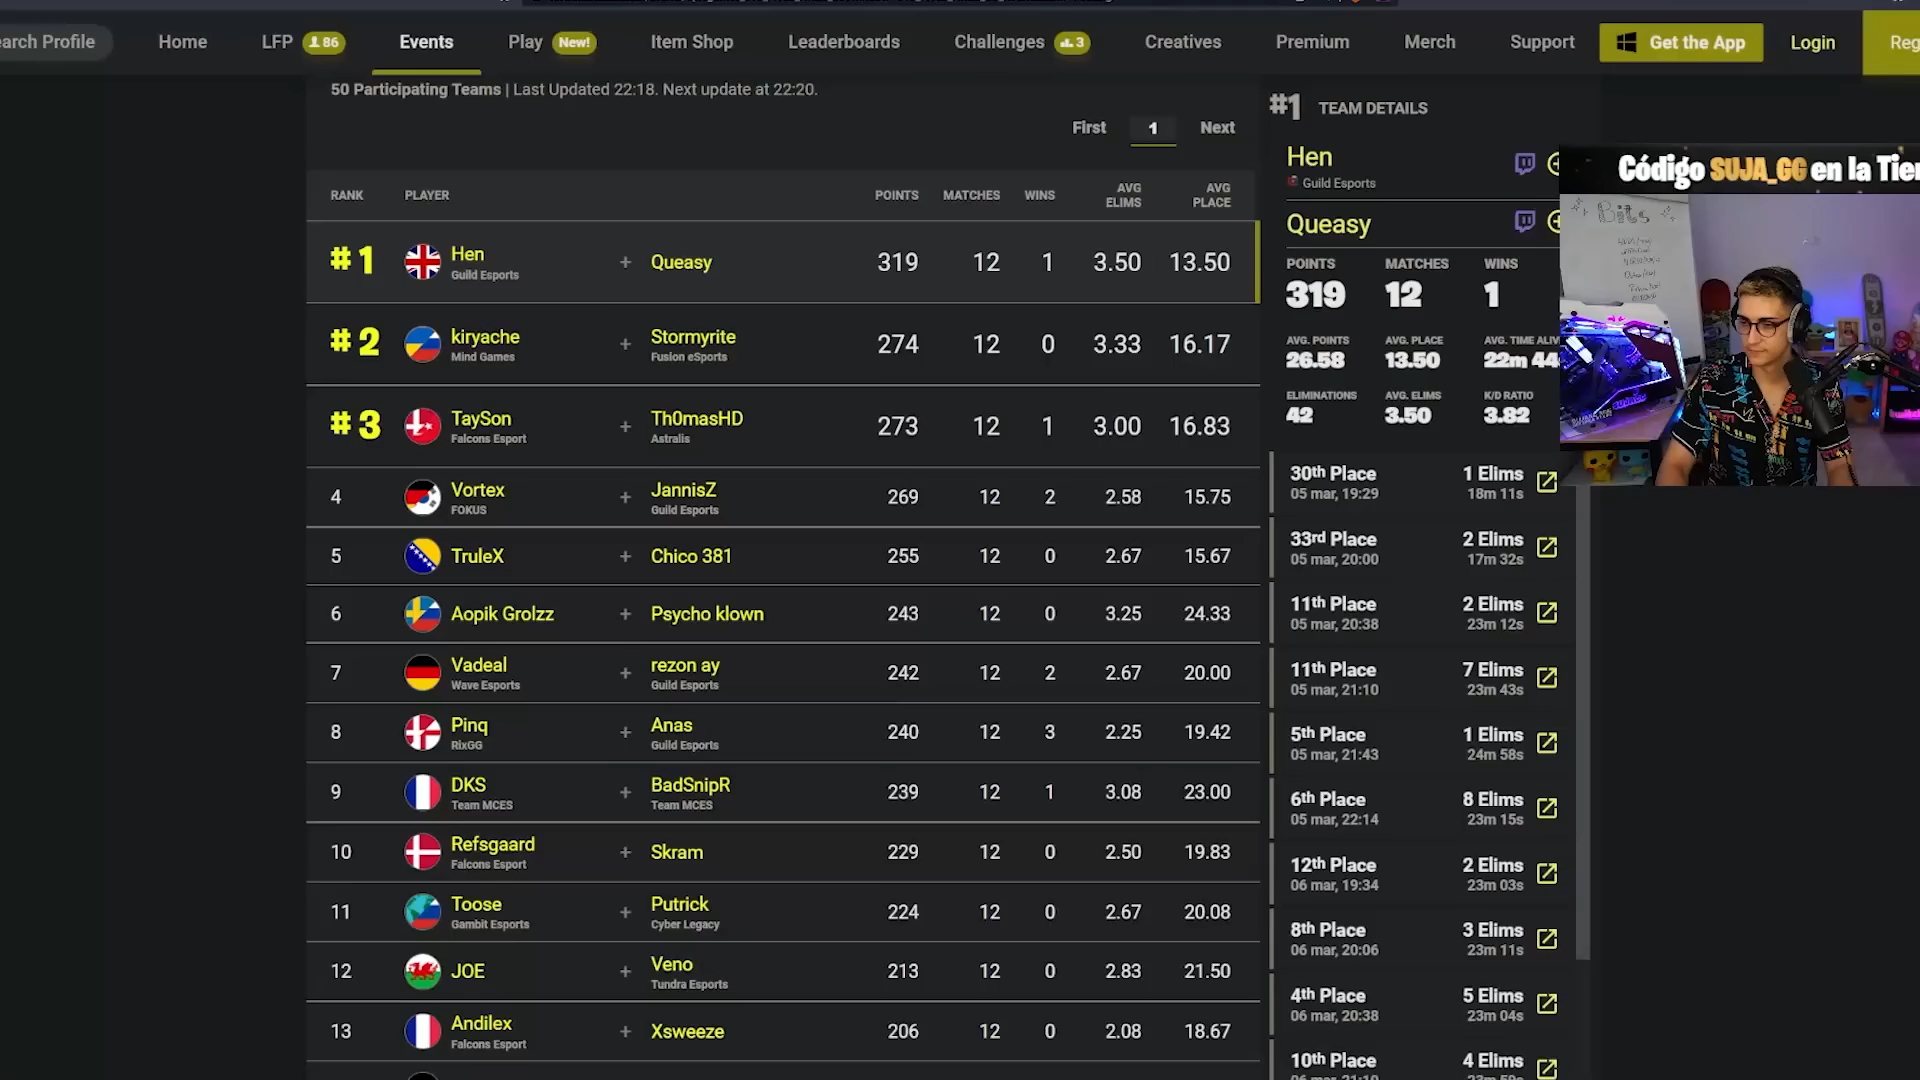 earch Profile
Home
LFP 86
Events
Play New!
Item Shop
Leaderboards
Challenges 3
Creatives
Premium
Merch
Support
Get the App
Login
Reg
50 Participating Teams | Last Updated 22:18. Next update at 22:20.
First 1 Next
RANK PLAYER POINTS MATCHES WINS AVG ELIMS AVG PLACE
#1 Hen + Queasy 319 12 1 3.50 13.50
Guild Esports
#2 kiryache + Stormyrite 274 12 0 3.33 16.17
Mind Games Fusion eSports
#3 TaySon + Th0masHD 273 12 1 3.00 16.83
Falcons Esport Astralis
4 Vortex + JannisZ 269 12 2 2.58 15.75
FOKUS Guild Esports
5 TruleX + Chico 381 255 12 0 2.67 15.67
6 Aopik Grolzz + Psycho klown 243 12 0 3.25 24.33
7 Vadeal + rezon ay 242 12 2 2.67 20.00
Wave Esports Guild Esports
8 Pinq + Anas 240 12 3 2.25 19.42
RixGG Guild Esports
9 DKS + BadSnipR 239 12 1 3.08 23.00
Team MCES Team MCES
10 Refsgaard + Skram 229 12 0 2.50 19.83
Falcons Esport
11 Toose + Putrick 224 12 0 2.67 20.08
Gambit Esports Cyber Legacy
12 JOE + Veno 213 12 0 2.83 21.50
Tundra Esports
13 Andilex + Xsweeze 206 12 0 2.08 18.67
Falcons Esport
#1 TEAM DETAILS
Hen
Guild Esports
Queasy
POINTS MATCHES WINS
319 12 1
AVG. POINTS AVG. PLACE AVG. TIME ALIV
26.58 13.50 22m 44
ELIMINATIONS AVG. ELIMS K/D RATIO
42 3.50 3.82
30th Place 1 Elims
05 mar, 19:29 18m 11s
33rd Place 2 Elims
05 mar, 20:00 17m 32s
11th Place 2 Elims
05 mar, 20:38 23m 12s
11th Place 7 Elims
05 mar, 21:10 23m 43s
5th Place 1 Elims
05 mar, 21:43 24m 58s
6th Place 8 Elims
05 mar, 22:14 23m 15s
12th Place 2 Elims
06 mar, 19:34 23m 03s
8th Place 3 Elims
06 mar, 20:06 23m 11s
4th Place 5 Elims
06 mar, 20:38 23m 04s
10th Place 4 Elims
Código SUJA_GG en la Tien
Bits